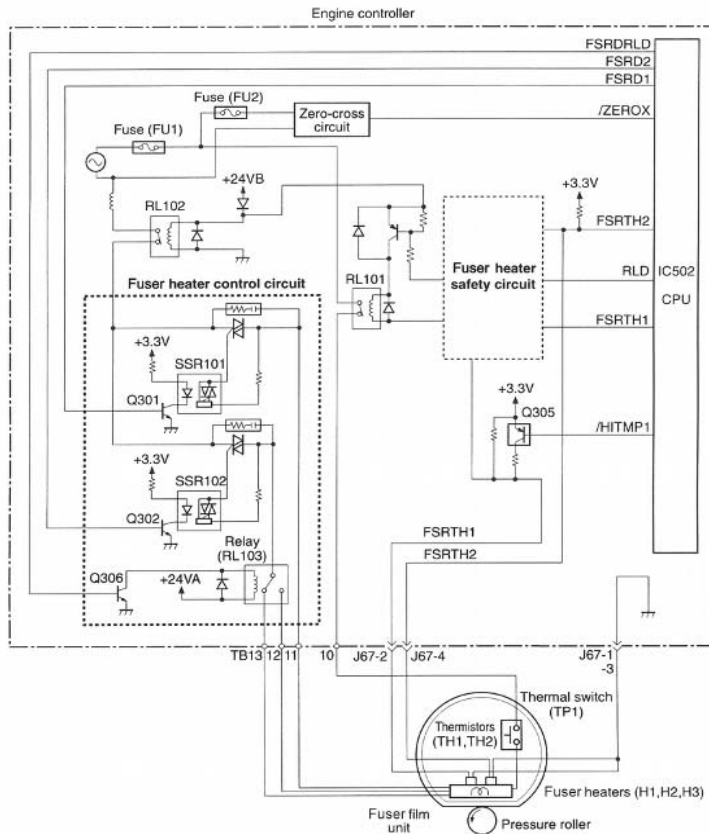 Engine controller
FSRDRLD
FSRD2
FSRD1
Fuse (FU2)
Zero-cross
circuit
/ZEROX
Fuse (FU1)
+24VB
+3.3V
RL102
FSRTH2
Fuser heater
safety circuit
RLD
IC502
CPU
RL101
Fuser heater control circuit
FSRTH1
+3.3V
SSR101
+3.3V
Q305
Q301
/HITMP1
+3.3V
SSR102
Q302
FSRTH1
Relay
(RL103)
FSRTH2
Q306
+24VA
TB13 12 11 10 J67-2 J67-4 J67-1
-3
Thermal switch
(TP1)
Thermistors
(TH1,TH2)
Fuser heaters (H1,H2,H3)
Fuser film
unit
Pressure roller